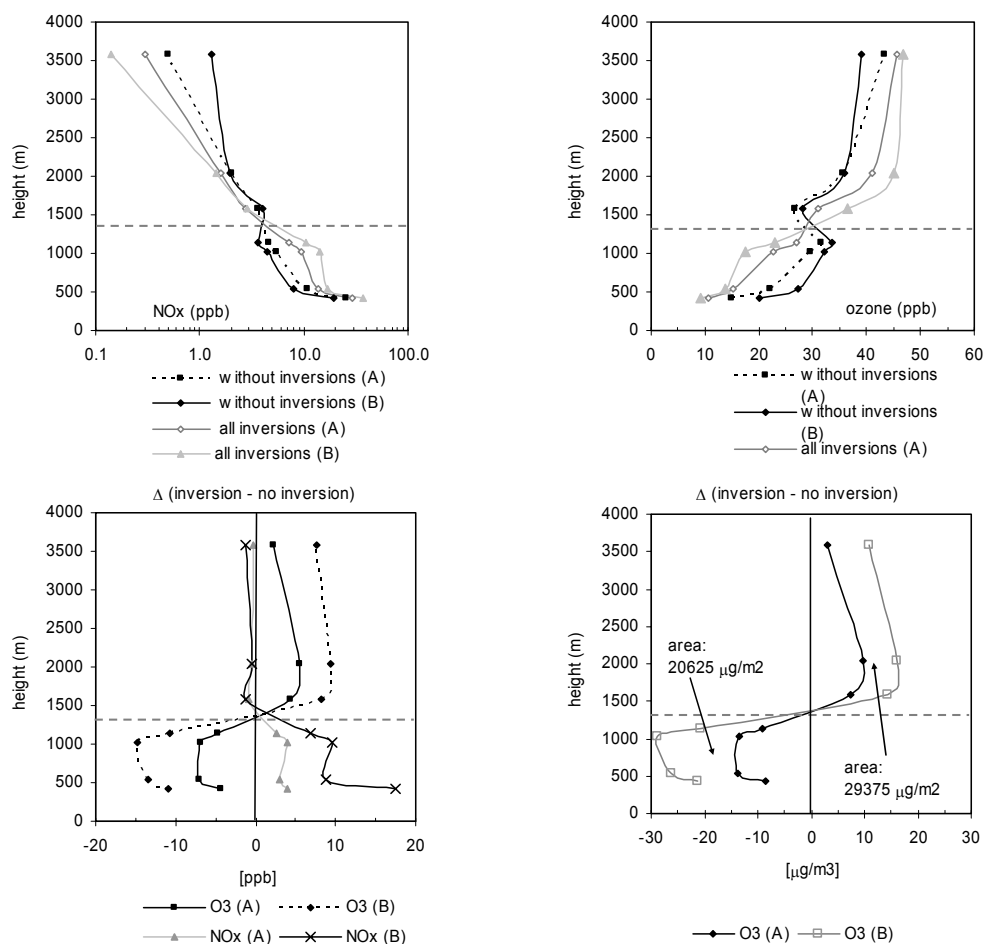 4000
3500
3000
2500
2000
1500
1000
500
0
height (m)
NOx (ppb)
0.1
1.0
10.0
100.0
w ithout inversions (A)
w ithout inversions (B)
all inversions (A)
all inversions (B)
4000
3500
3000
2500
2000
1500
1000
500
0
height (m)
ozone (ppb)
0
10
20
30
40
50
60
w ithout inversions
(A)
w ithout inversions
(B)
all inversions (A)
Δ (inversion - no inversion)
4000
3500
3000
2500
2000
1500
1000
500
0
height (m)
-20
-10
0
10
20
[ppb]
O3 (A)
O3 (B)
NOx (A)
NOx (B)
Δ (inversion - no inversion)
4000
3500
3000
2500
2000
1500
1000
500
0
height (m)
area:
20625 μg/m2
area:
29375 μg/m2
-30
-20
-10
0
10
20
30
[μg/m3]
O3 (A)
O3 (B)